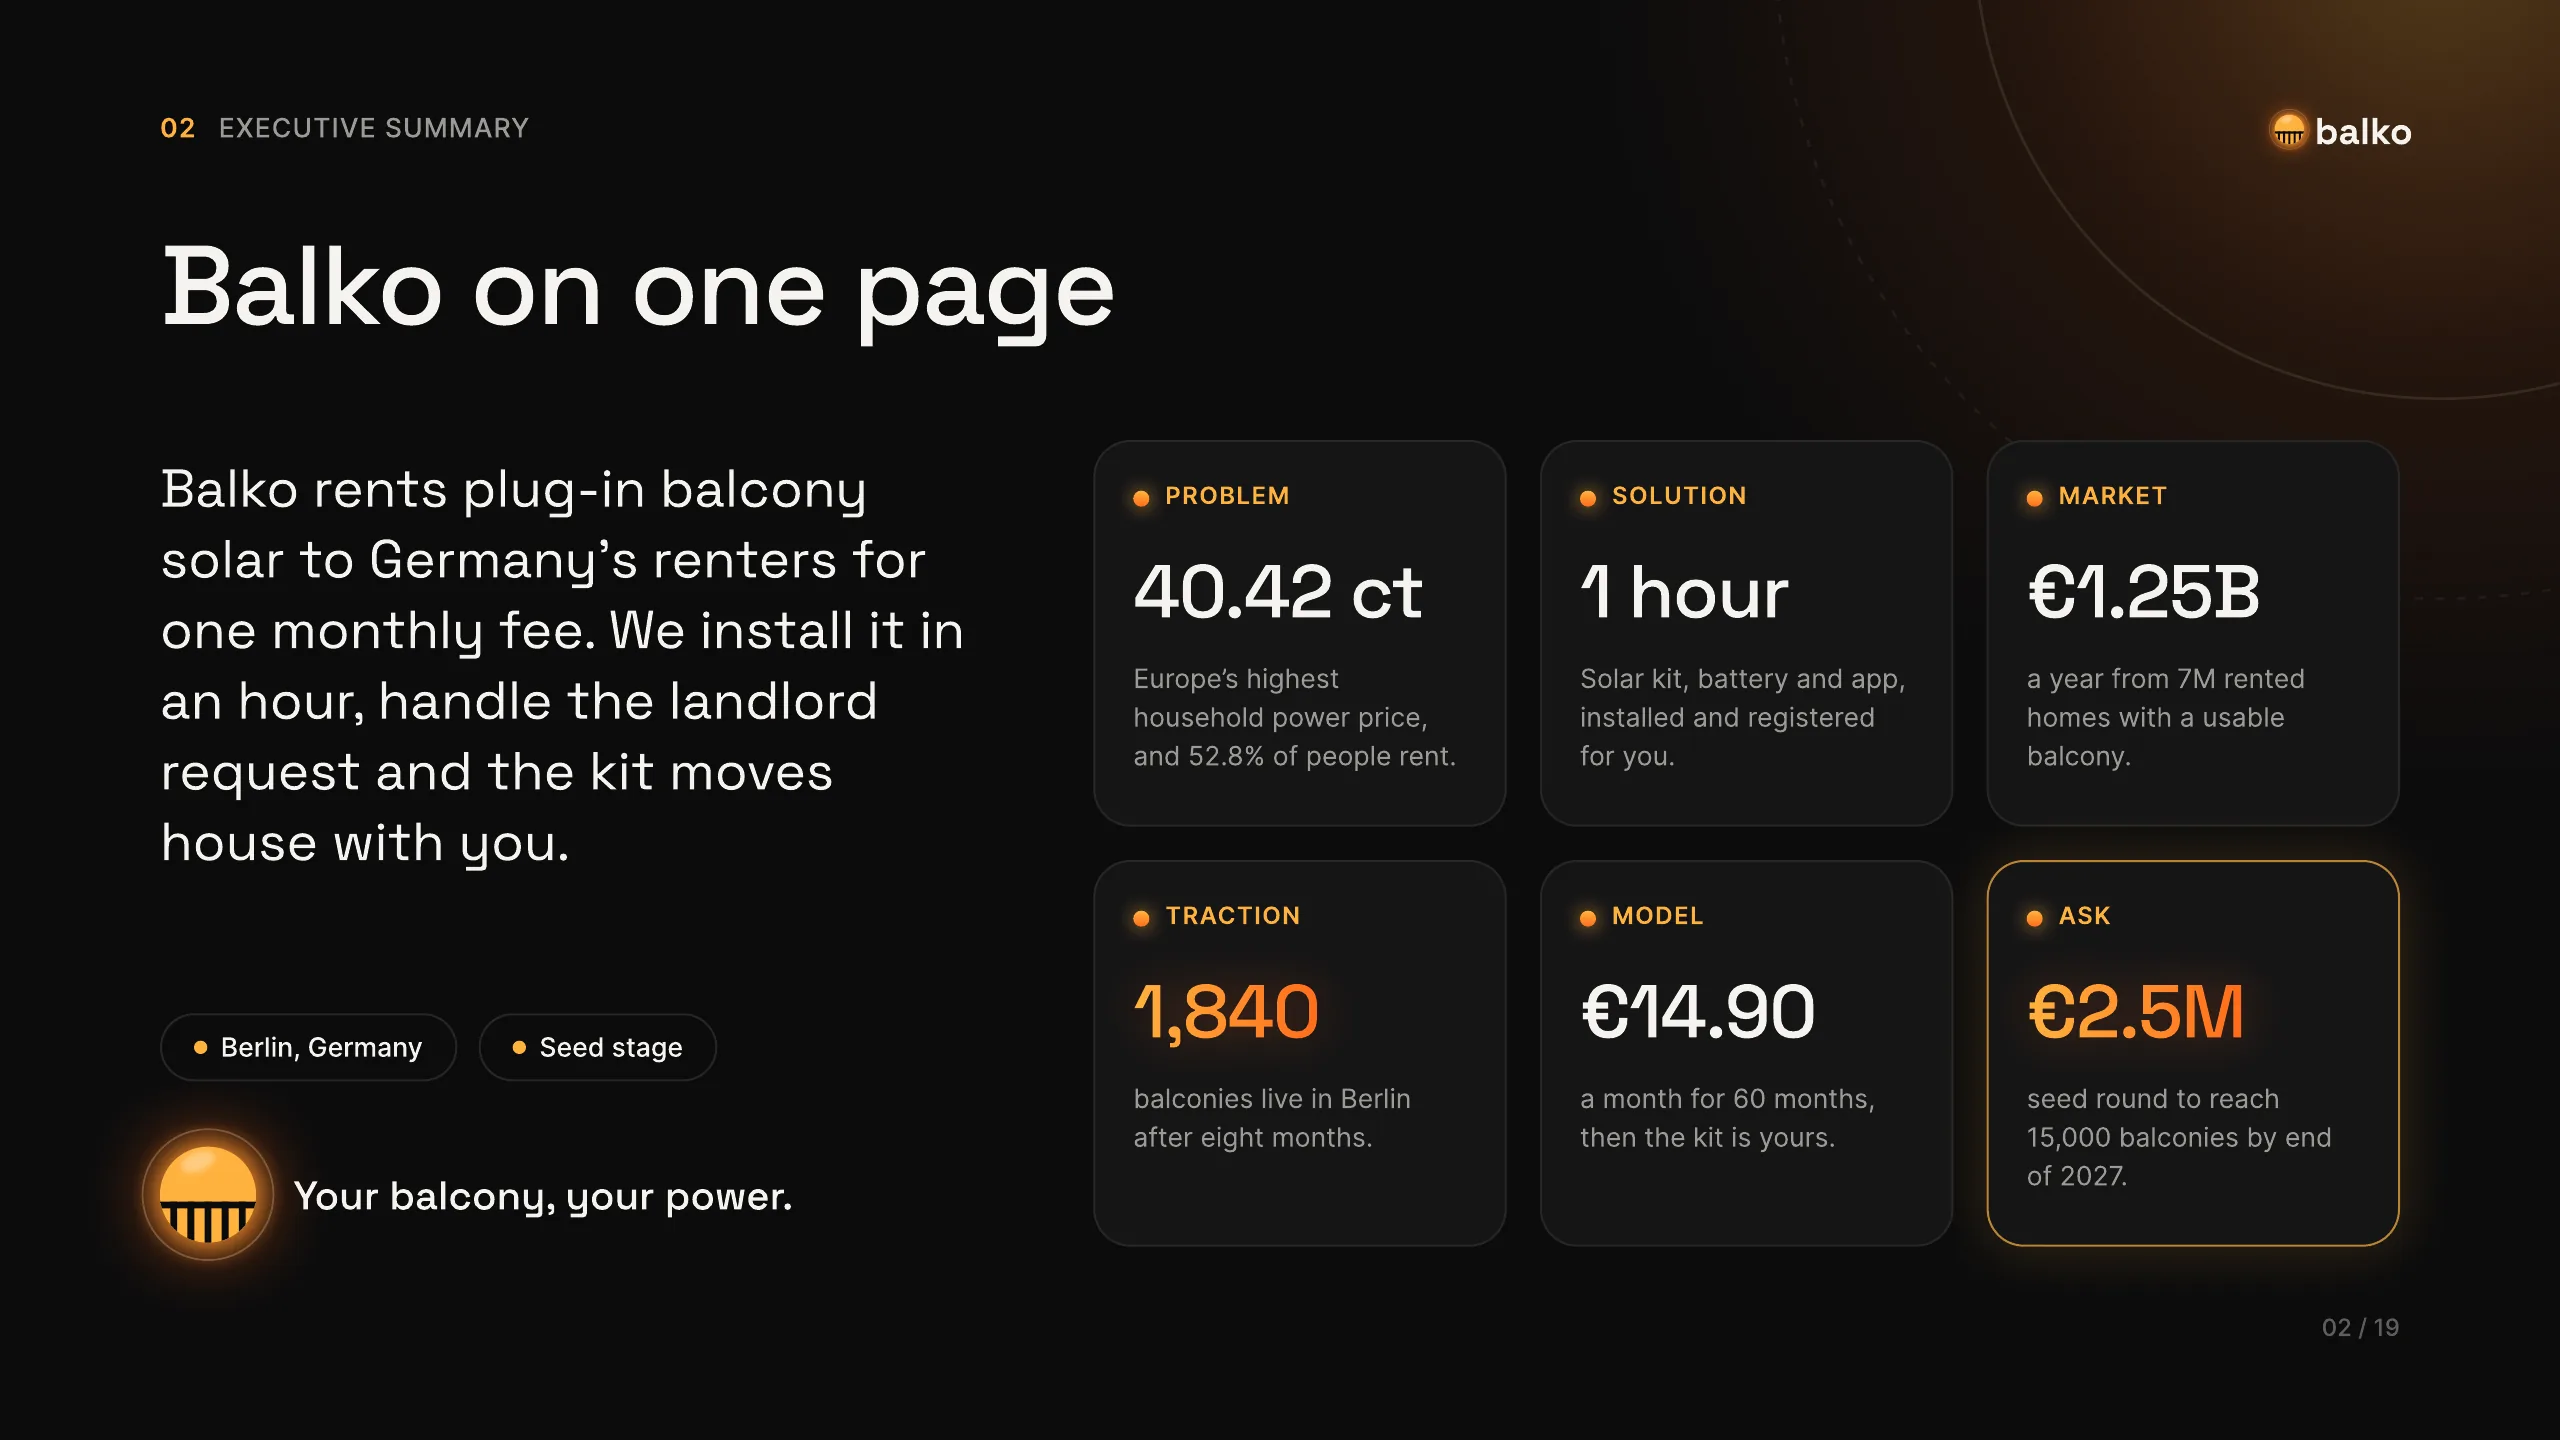 02 EXECUTIVE SUMMARY
balko
Balko on one page
Balko rents plug-in balcony
solar to Germany’s renters for
one monthly fee. We install it in
an hour, handle the landlord
request and the kit moves
house with you.
Berlin, Germany
Seed stage
Your balcony, your power.
PROBLEM
40.42 ct
Europe’s highest
household power price,
and 52.8% of people rent.
SOLUTION
1 hour
Solar kit, battery and app,
installed and registered
for you.
MARKET
€1.25B
a year from 7M rented
homes with a usable
balcony.
TRACTION
1,840
balconies live in Berlin
after eight months.
MODEL
€14.90
a month for 60 months,
then the kit is yours.
ASK
€2.5M
seed round to reach
15,000 balconies by end
of 2027.
02 / 19